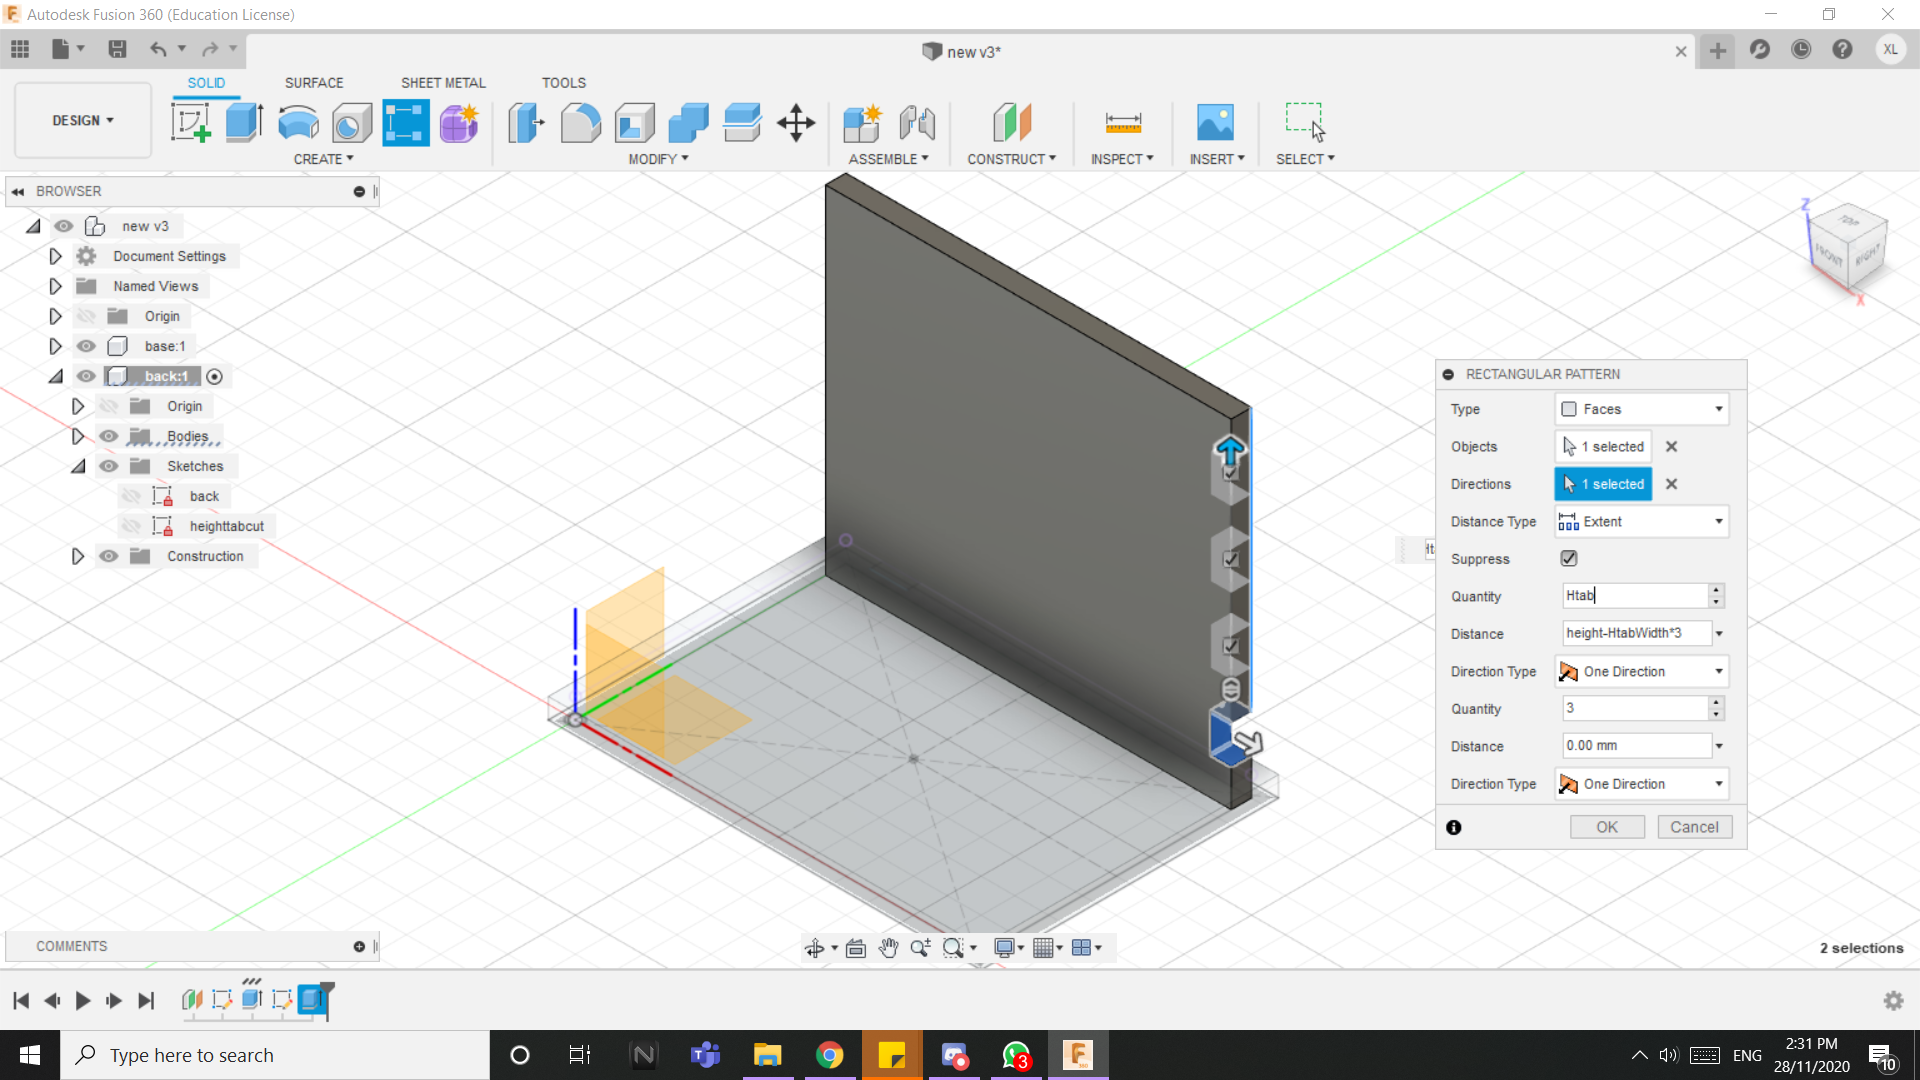 Autodesk Fusion 360 (Education License)
new v3*
XL
SOLID
SURFACE
SHEET METAL
TOOLS
DESIGN
CREATE
MODIFY
ASSEMBLE
CONSTRUCT
INSPECT
INSERT
SELECT
BROWSER
new v3
Document Settings
Named Views
Origin
base:1
back:1
Origin
Bodies
Sketches
back
heighttabcut
Construction
Z
TOP
FRONT
RIGHT
X
RECTANGULAR PATTERN
Type Faces
Objects 1 selected
Directions 1 selected
Distance Type Extent
Suppress
Quantity Htab
Distance height-HtabWidth*3
Direction Type One Direction
Quantity 3
Distance 0.00 mm
Direction Type One Direction
OK Cancel
COMMENTS
2 selections
Type here to search
3
ENG
2:31 PM
28/11/2020
10